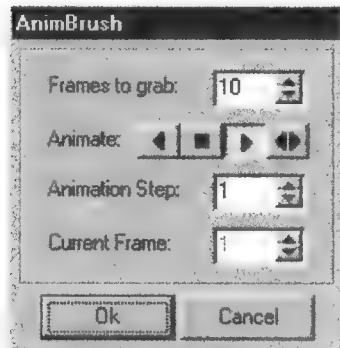 AnimBrush
Frames to grab: 10
Animate:
Animation Step: 1
Current Frame: 1
Ok Cancel